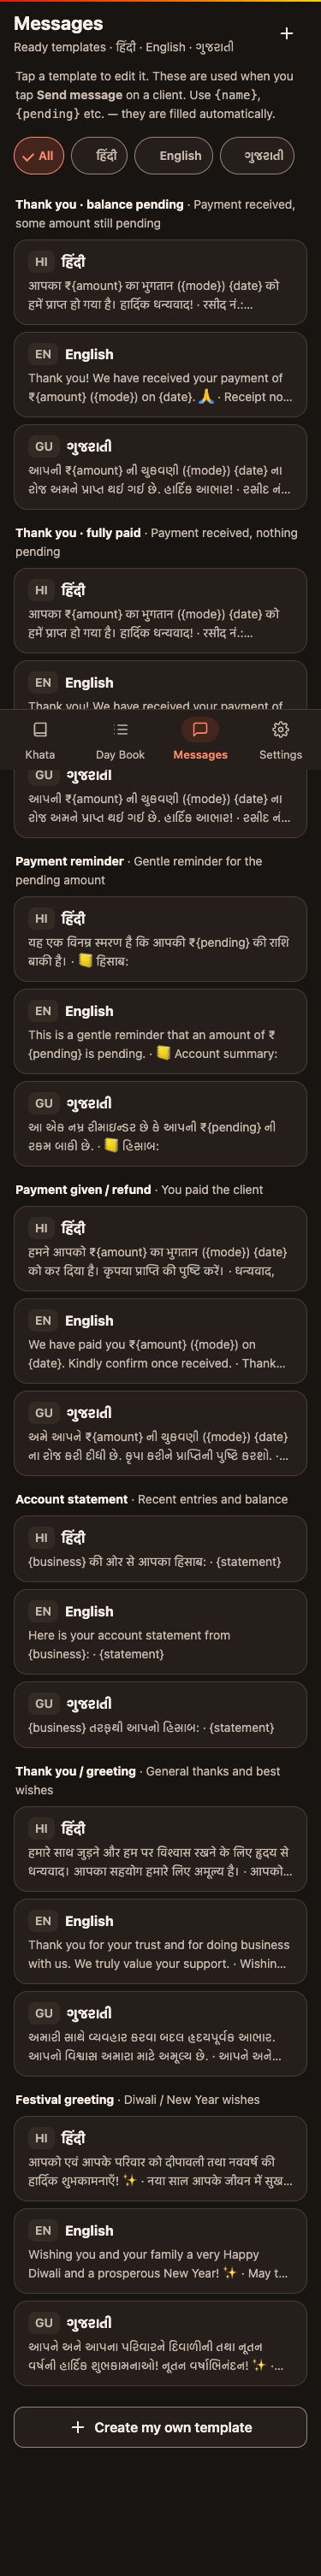 Messages
Ready templates · हिंदी · English · ગુજરાતી
Tap a template to edit it. These are used when you
tap Send message on a client. Use {name},
{pending} etc. — they are filled automatically.
All
हिंदी
English
ગુજરાતી
Thank you · balance pending · Payment received,
some amount still pending
HI हिंदी
आपका ₹{amount} का भुगतान ({mode}) {date} को
हमें प्राप्त हो गया है। हार्दिक धन्यवाद! · रसीद नं.:...
EN English
Thank you! We have received your payment of
₹{amount} ({mode}) on {date}. 🙏 · Receipt no...
GU ગુજરાતી
આપની ₹{amount} ની ચુકવણી ({mode}) {date} ના
રોજ અમને પ્રાપ્ત થઈ ગઈ છે. હાર્દિક આભાર! · રસીદ નં...
Thank you · fully paid · Payment received, nothing
pending
HI हिंदी
आपका ₹{amount} का भुगतान ({mode}) {date} को
हमें प्राप्त हो गया है। हार्दिक धन्यवाद! · रसीद नं.:...
EN English
Thank you! We have received your payment of
Khata
Day Book
Messages
Settings
GU ગુજરાતી
આપની ₹{amount} ની ચુકવણી ({mode}) {date} ના
રોજ અમને પ્રાપ્ત થઈ ગઈ છે. હાર્દિક આભાર! · રસીદ નં...
Payment reminder · Gentle reminder for the
pending amount
HI हिंदी
यह एक विनम्र स्मरण है कि आपकी ₹{pending} की राशि
बाकी है। · 📒 हिसाब:
EN English
This is a gentle reminder that an amount of ₹
{pending} is pending. · 📒 Account summary:
GU ગુજરાતી
આ એક નમ્ર રીમાઇન્ડર છે કે આપની ₹{pending} ની
રકમ બાકી છે. · 📒 હિસાબ:
Payment given / refund · You paid the client
HI हिंदी
हमने आपको ₹{amount} का भुगतान ({mode}) {date}
को कर दिया है। कृपया प्राप्ति की पुष्टि करें। · धन्यवाद,
EN English
We have paid you ₹{amount} ({mode}) on
{date}. Kindly confirm once received. · Thank...
GU ગુજરાતી
અમે આપને ₹{amount} ની ચુકવણી ({mode}) {date}
ના રોજ કરી દીધી છે. કૃપા કરીને પ્રાપ્તિની પુષ્ટિ કરશો. ·...
Account statement · Recent entries and balance
HI हिंदी
{business} की ओर से आपका हिसाब: · {statement}
EN English
Here is your account statement from
{business}: · {statement}
GU ગુજરાતી
{business} તરફથી આપનો હિસાબ: · {statement}
Thank you / greeting · General thanks and best
wishes
HI हिंदी
हमारे साथ जुड़ने और हम पर विश्वास रखने के लिए हृदय से
धन्यवाद। आपका सहयोग हमारे लिए अमूल्य है। · आपको...
EN English
Thank you for your trust and for doing business
with us. We truly value your support. · Wishin...
GU ગુજરાતી
અમારી સાથે વ્યવહાર કરવા બદલ હૃદયપૂર્વક આભાર.
આપનો વિશ્વાસ અમારા માટે અમૂલ્ય છે. · આપને અને...
Festival greeting · Diwali / New Year wishes
HI हिंदी
आपको एवं आपके परिवार को दीपावली तथा नववर्ष की
हार्दिक शुभकामनाएँ! ✨ · नया साल आपके जीवन में सुख...
EN English
Wishing you and your family a very Happy
Diwali and a prosperous New Year! ✨ · May t...
GU ગુજરાતી
આપને અને આપના પરિવારને દિવાળીની તથા નૂતન
વર્ષની હાર્દિક શુભકામનાઓ! નૂતન વર્ષાભિનંદન! ✨ ·...
Create my own template